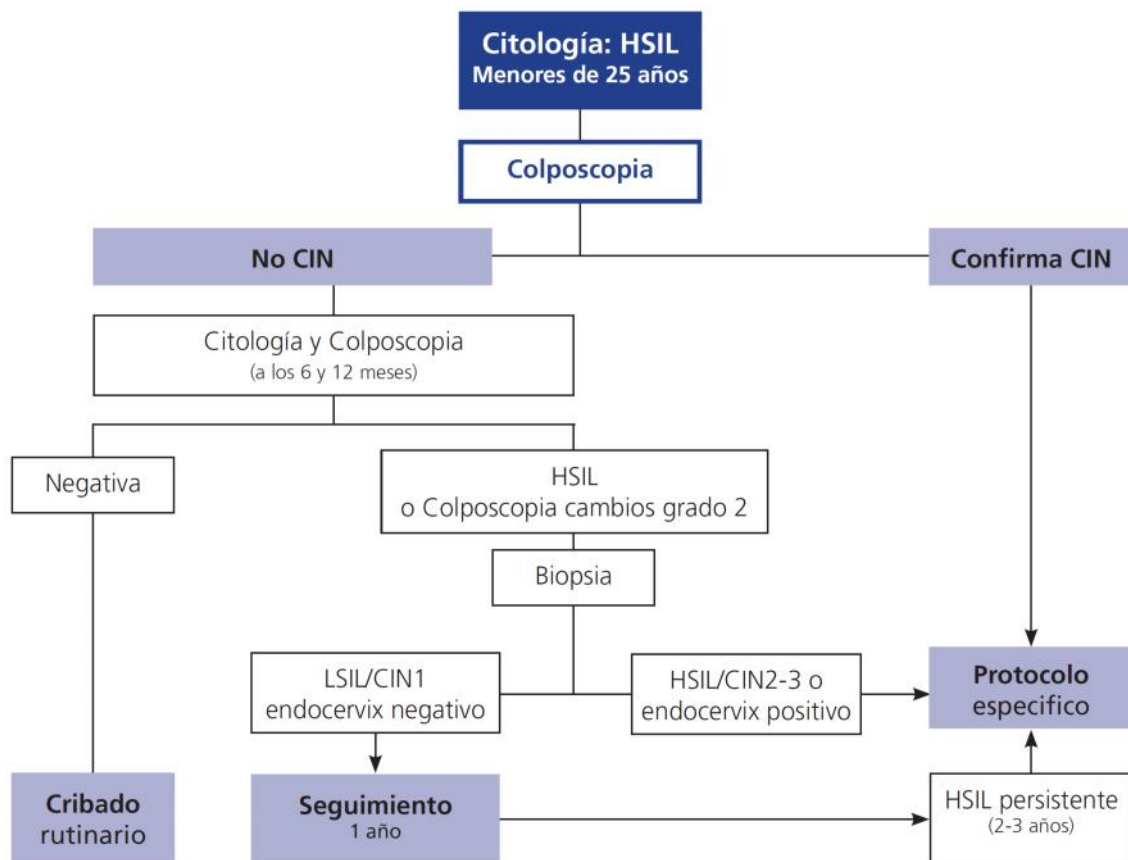 Citología: HSIL
Menores de 25 años
Colposcopia
No CIN
Confirma CIN
Citología y Colposcopia
(a los 6 y 12 meses)
Negativa
HSIL
o Colposcopia cambios grado 2
Biopsia
LSIL/CIN1
endocervix negativo
HSIL/CIN2-3 o
endocervix positivo
Protocolo
especifico
Cribado
rutinario
Seguimiento
1 año
HSIL persistente
(2-3 años)